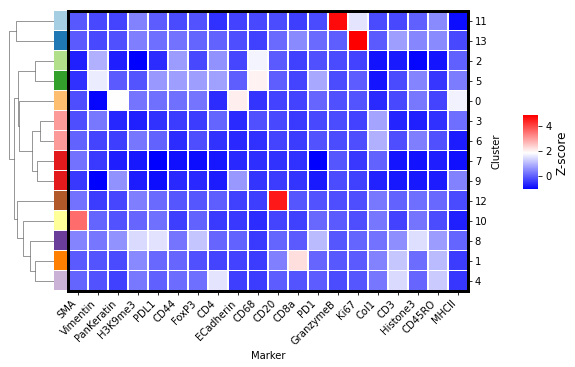 11
13
2
5
0
3
6
7
9
12
10
8
1
4
Cluster
4
2
0
Z-score
SMA
Vimentin
PanKeratin
H3K9me3
PDL1
CD44
FoxP3
CD4
ECadherin
CD68
CD20
CD8a
PD1
GranzymeB
Ki67
Col1
CD3
Histone3
CD45RO
MHCII
Marker